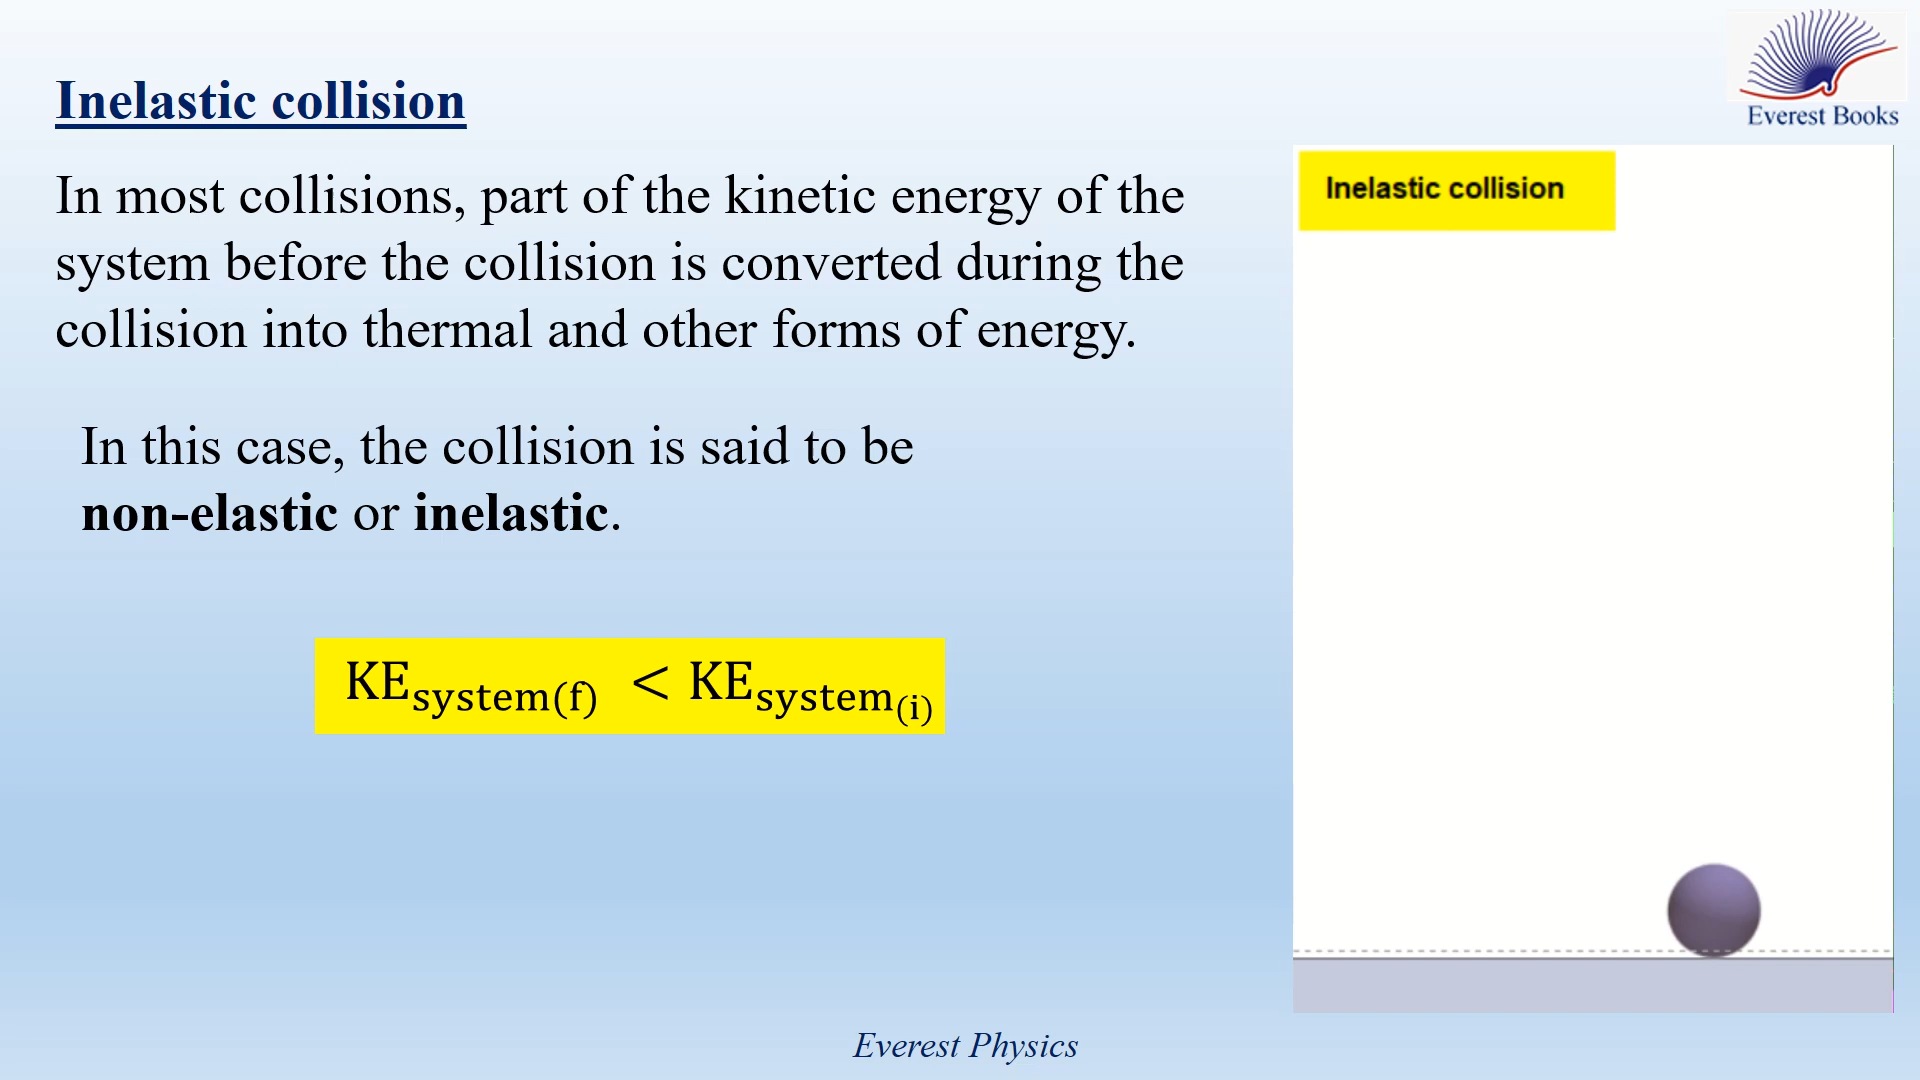 Everest Books
Inelastic collision
In most collisions, part of the kinetic energy of the
system before the collision is converted during the
collision into thermal and other forms of energy.
In this case, the collision is said to be
non-elastic or inelastic.
KE_system(f) < KE_system_(i)
Inelastic collision
Everest Physics